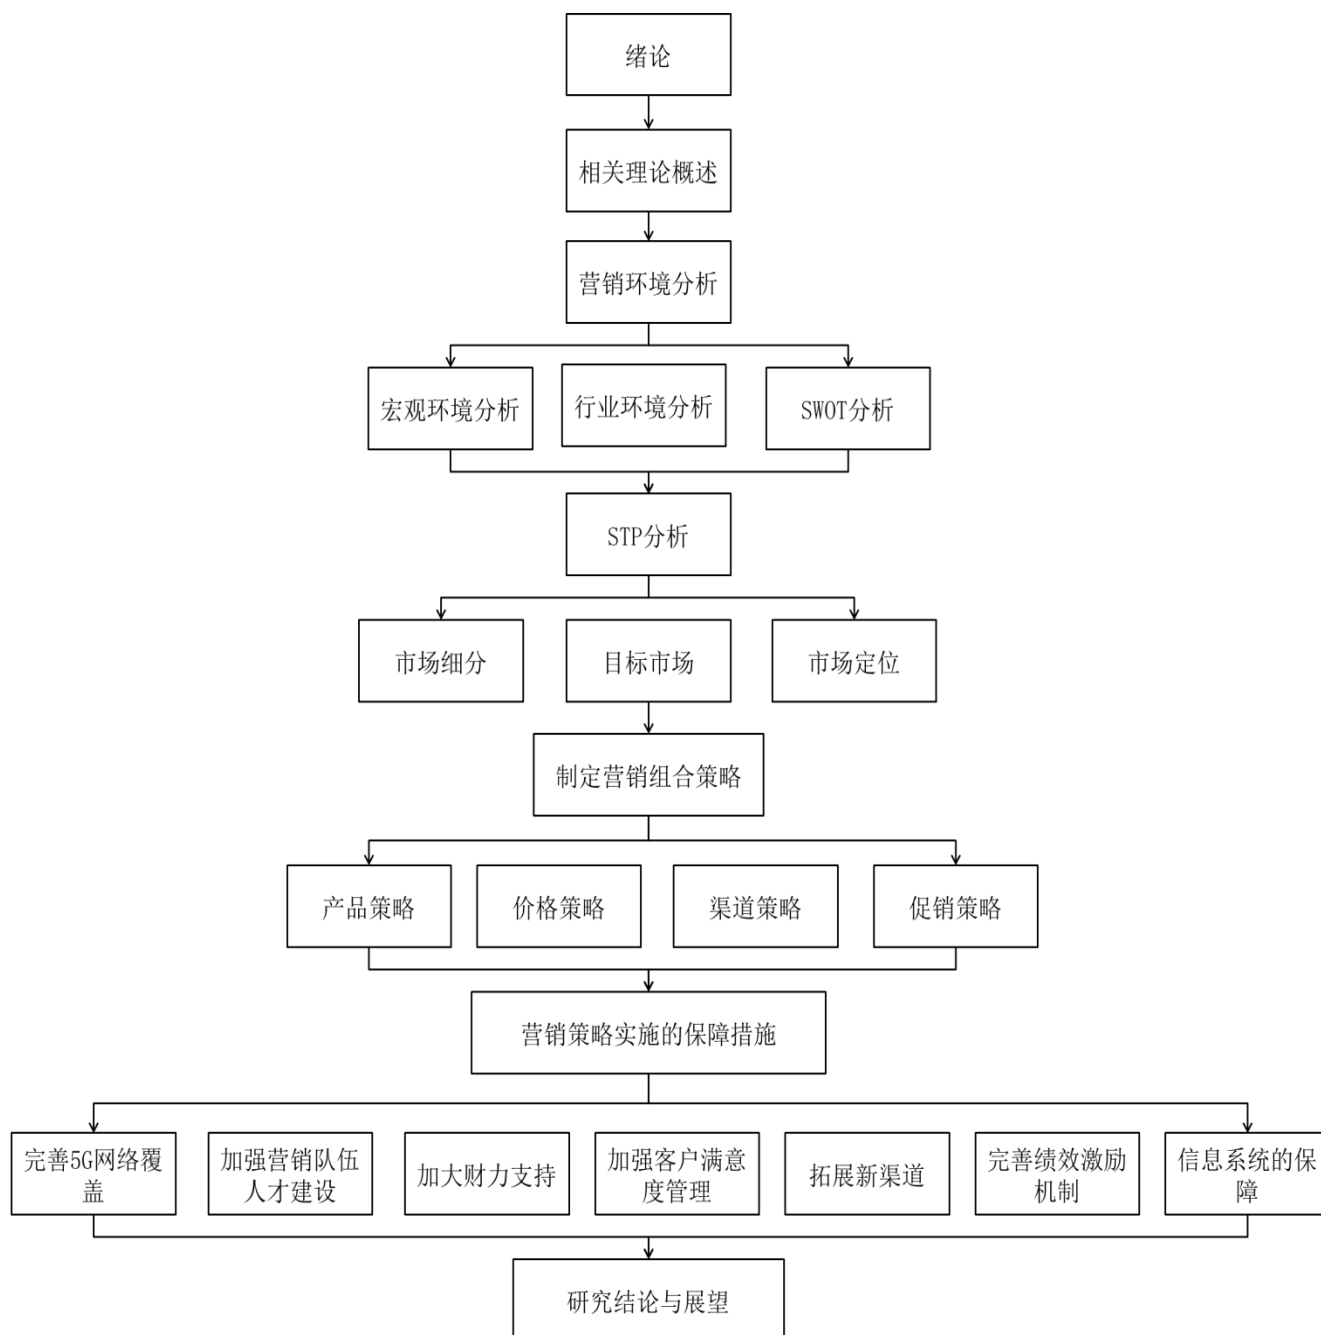 绪论
相关理论概述
营销环境分析
宏观环境分析
行业环境分析
SWOT分析
STP分析
市场细分
目标市场
市场定位
制定营销组合策略
产品策略
价格策略
渠道策略
促销策略
营销策略实施的保障措施
完善5G网络覆
盖
加强营销队伍
人才建设
加大财力支持
加强客户满意
度管理
拓展新渠道
完善绩效激励
机制
信息系统的保
障
研究结论与展望